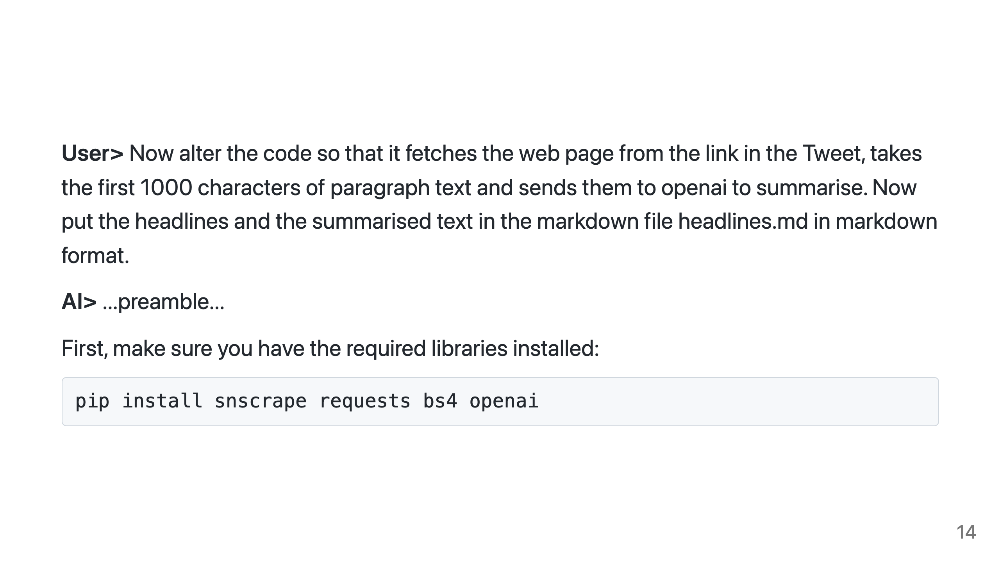 User> Now alter the code so that it fetches the web page from the link in the Tweet, takes
the first 1000 characters of paragraph text and sends them to openai to summarise. Now
put the headlines and the summarised text in the markdown file headlines.md in markdown
format.
AI> ...preamble...
First, make sure you have the required libraries installed:
pip install snscrape requests bs4 openai
14